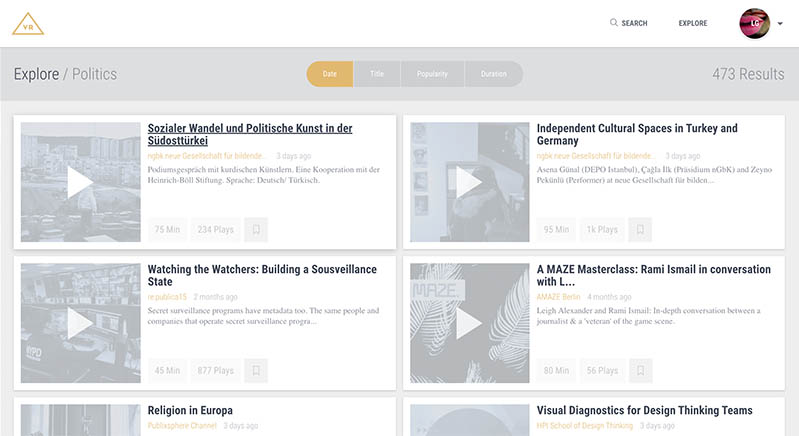 VR
SEARCH
EXPLORE
LG
Explore / Politics
Date
Title
Popularity
Duration
473 Results
Sozialer Wandel und Politische Kunst in der
Südosttürkei
ngbk neue Gesellschaft für bildende... 3 days ago
Podiumsgespräch mit kurdischen Künstlern. Eine Kooperation mit der
Heinrich-Böll Stiftung. Sprache: Deutsch/ Türkisch.
75 Min
234 Plays
Independent Cultural Spaces in Turkey and
Germany
ngbk neue Gesellschaft für bildende... 3 days ago
Asena Günal (DEPO Istanbul), Çağla İlk (Präsidium nGbK) and Zeyno
Pekünlü (Performer) at neue Gesellschaft für bilden...
95 Min
1k Plays
NYPD
Watching the Watchers: Building a Sousveillance
State
re:publica15 2 months ago
Secret surveillance programs have metadata too. The same people and
companies that operate secret surveillance progra...
45 Min
877 Plays
MAZE.
A MAZE Masterclass: Rami Ismail in conversation
with L...
AMAZE Berlin 4 months ago
Leigh Alexander and Rami Ismail: In-depth conversation between a
journalist & a 'veteran' of the game scene.
80 Min
56 Plays
Religion in Europa
Publixsphere Channel 3 days ago
Visual Diagnostics for Design Thinking Teams
HPI School of Design Thinking 3 days ago